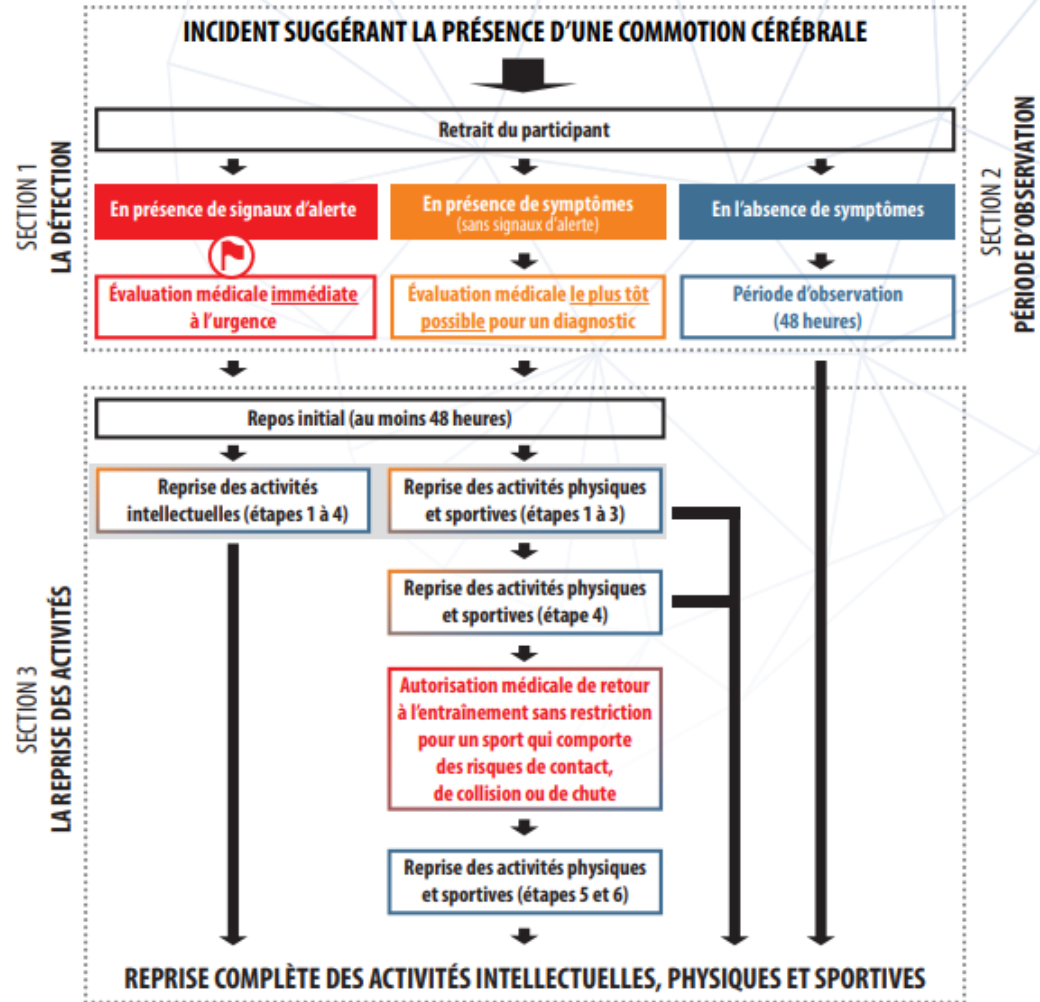 INCIDENT SUGGÉRANT LA PRÉSENCE D'UNE COMMOTION CÉRÉBRALE
Retrait du participant
SECTION 1
LA DÉTECTION
En présence de signaux d'alerte
En présence de symptômes
(sans signaux d'alerte)
En l'absence de symptômes
SECTION 2
PÉRIODE D'OBSERVATION
Évaluation médicale immédiate
à l'urgence
Évaluation médicale le plus tôt
possible pour un diagnostic
Période d'observation
(48 heures)
SECTION 3
LA REPRISE DES ACTIVITÉS
Repos initial (au moins 48 heures)
Reprise des activités
intellectuelles (étapes 1 à 4)
Reprise des activités physiques
et sportives (étapes 1 à 3)
Reprise des activités physiques
et sportives (étape 4)
Autorisation médicale de retour
à l'entraînement sans restriction
pour un sport qui comporte
des risques de contact,
de collision ou de chute
Reprise des activités physiques
et sportives (étapes 5 et 6)
REPRISE COMPLÈTE DES ACTIVITÉS INTELLECTUELLES, PHYSIQUES ET SPORTIVES